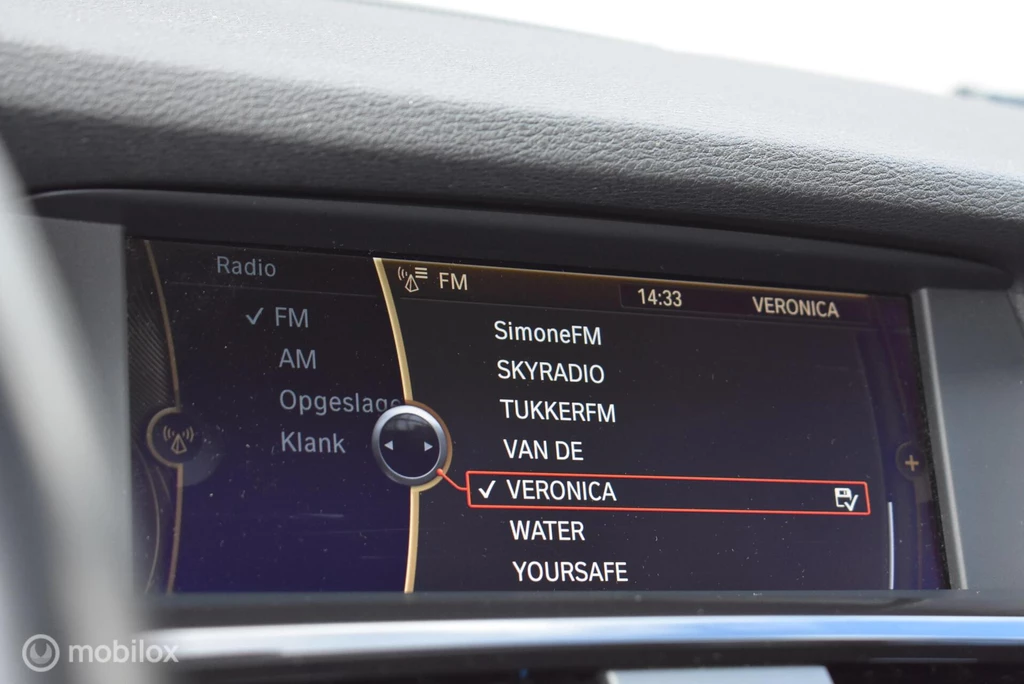 Radio
FM
AM
Opgeslage
Klank
FM
14:33
VERONICA
SimoneFM
SKYRADIO
TUKKERFM
VAN DE
VERONICA
WATER
YOURSAFE
mobilox